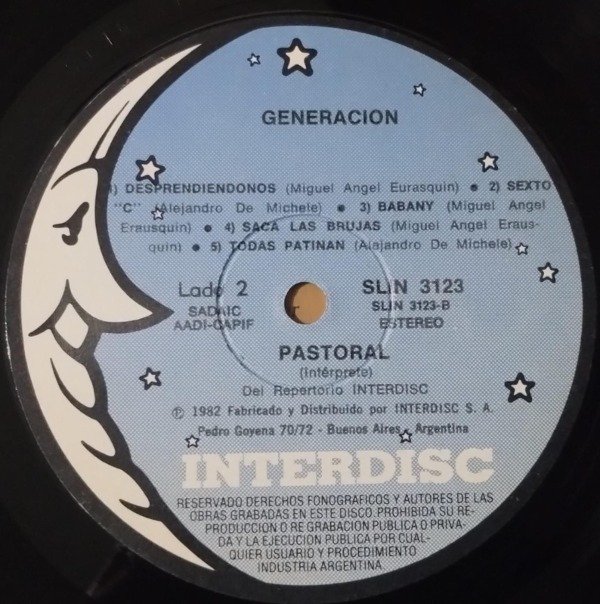 GENERACION
1) DESPRENDIENDONOS (Miguel Angel Eurasquin) ● 2) SEXTO
"C" (Alejandro De Michele) ● 3) BABANY (Miguel Angel
Erausquin) ● 4) SACA LAS BRUJAS (Miguel Angel Eraus-
quin) ● 5) TODAS PATINAN (Alejandro De Michele)
Lado 2
SADAIC
AADI-CAPIF
SLIN 3123
SLIN 3123-B
ESTEREO
PASTORAL
(Intérprete)
Del Repertorio INTERDISC
℗ 1982 Fabricado y Distribuido por INTERDISC S. A.
Pedro Goyena 70/72 - Buenos Aires - Argentina
INTERDISC
RESERVADO DERECHOS FONOGRAFICOS Y AUTORES DE LAS
OBRAS GRABADAS EN ESTE DISCO. PROHIBIDA SU RE-
PRODUCCION O RE GRABACION PUBLICA O PRIVA-
DA Y LA EJECUCION PUBLICA POR CUAL-
QUIER USUARIO Y PROCEDIMIENTO
INDUSTRIA ARGENTINA